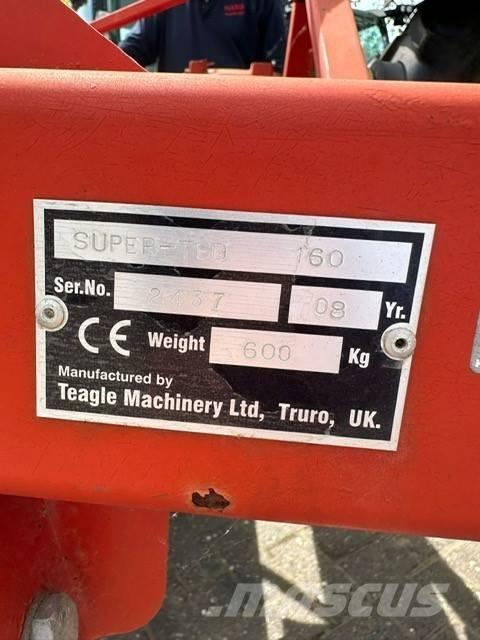 SUPER-TED 160
Ser.No. 2437 08 Yr.
CE Weight 600 Kg
Manufactured by
Teagle Machinery Ltd, Truro, UK.
mascus